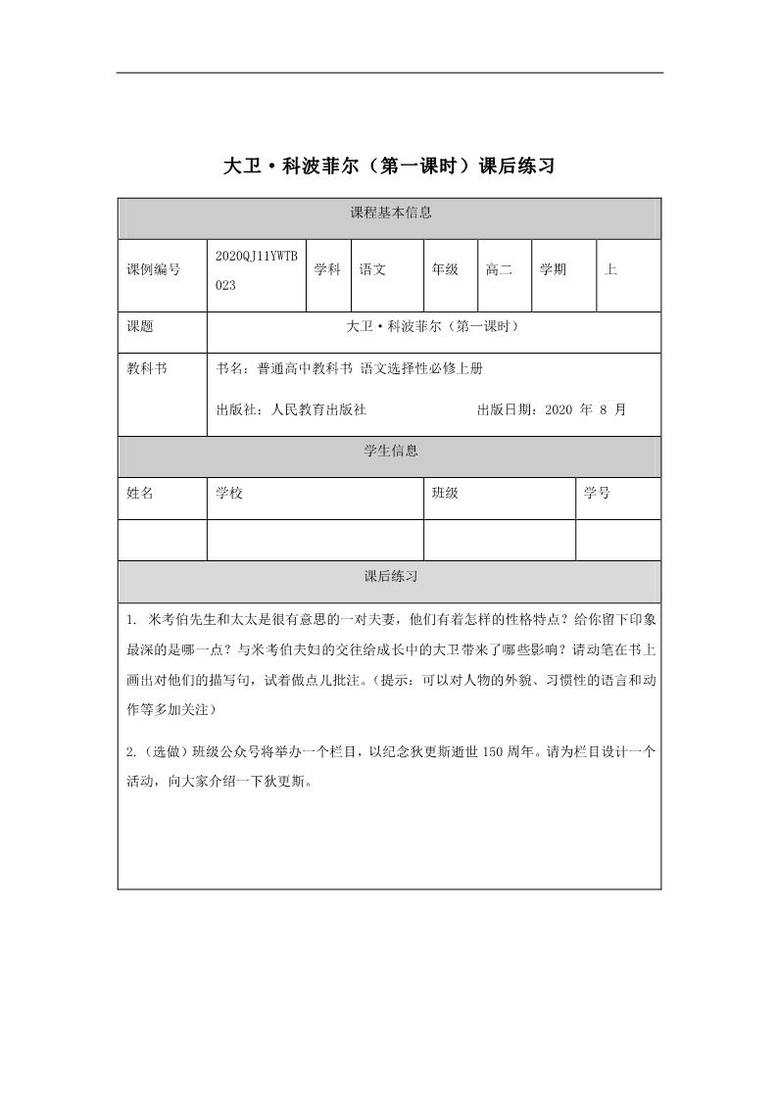 大卫·科波菲尔（第一课时）课后练习
课程基本信息
课例编号 2020QJ11YWTB023 学科 语文 年级 高二 学期 上
课题 大卫·科波菲尔（第一课时）
教科书 书名：普通高中教科书 语文选择性必修上册
出版社：人民教育出版社 出版日期：2020 年 8 月
学生信息
姓名 学校 班级 学号
课后练习
1. 米考伯先生和太太是很有意思的一对夫妻，他们有着怎样的性格特点？给你留下印象
最深的是哪一点？与米考伯夫妇的交往给成长中的大卫带来了哪些影响？请动笔在书上
画出对他们的描写句，试着做点儿批注。（提示：可以对人物的外貌、习惯性的语言和动
作等多加关注）
2.（选做）班级公众号将举办一个栏目，以纪念狄更斯逝世 150 周年。请为栏目设计一个
活动，向大家介绍一下狄更斯。